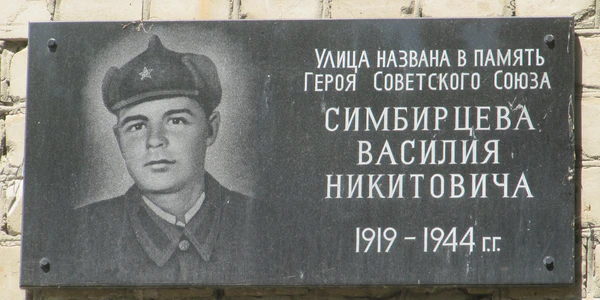 Улица названа в память
Героя Советского Союза
Симбирцева
Василия
Никитовича
1919 – 1944 г.г.